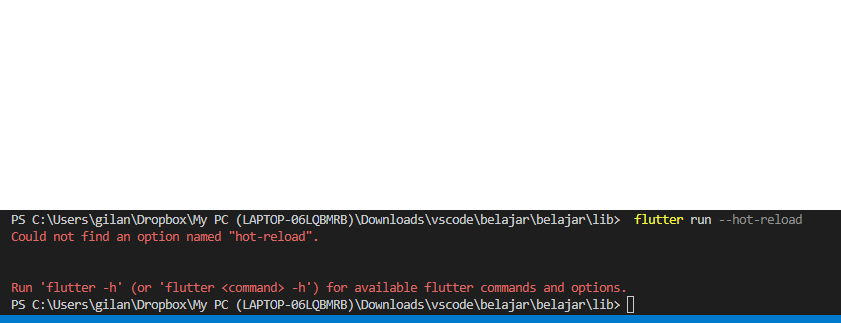 PS C:\Users\gilan\Dropbox\My PC (LAPTOP-06LQBMRB)\Downloads\vscode\belajar\belajar\lib>  flutter run --hot-reload
Could not find an option named "hot-reload".
Run 'flutter -h' (or 'flutter <command> -h') for available flutter commands and options.
PS C:\Users\gilan\Dropbox\My PC (LAPTOP-06LQBMRB)\Downloads\vscode\belajar\belajar\lib>